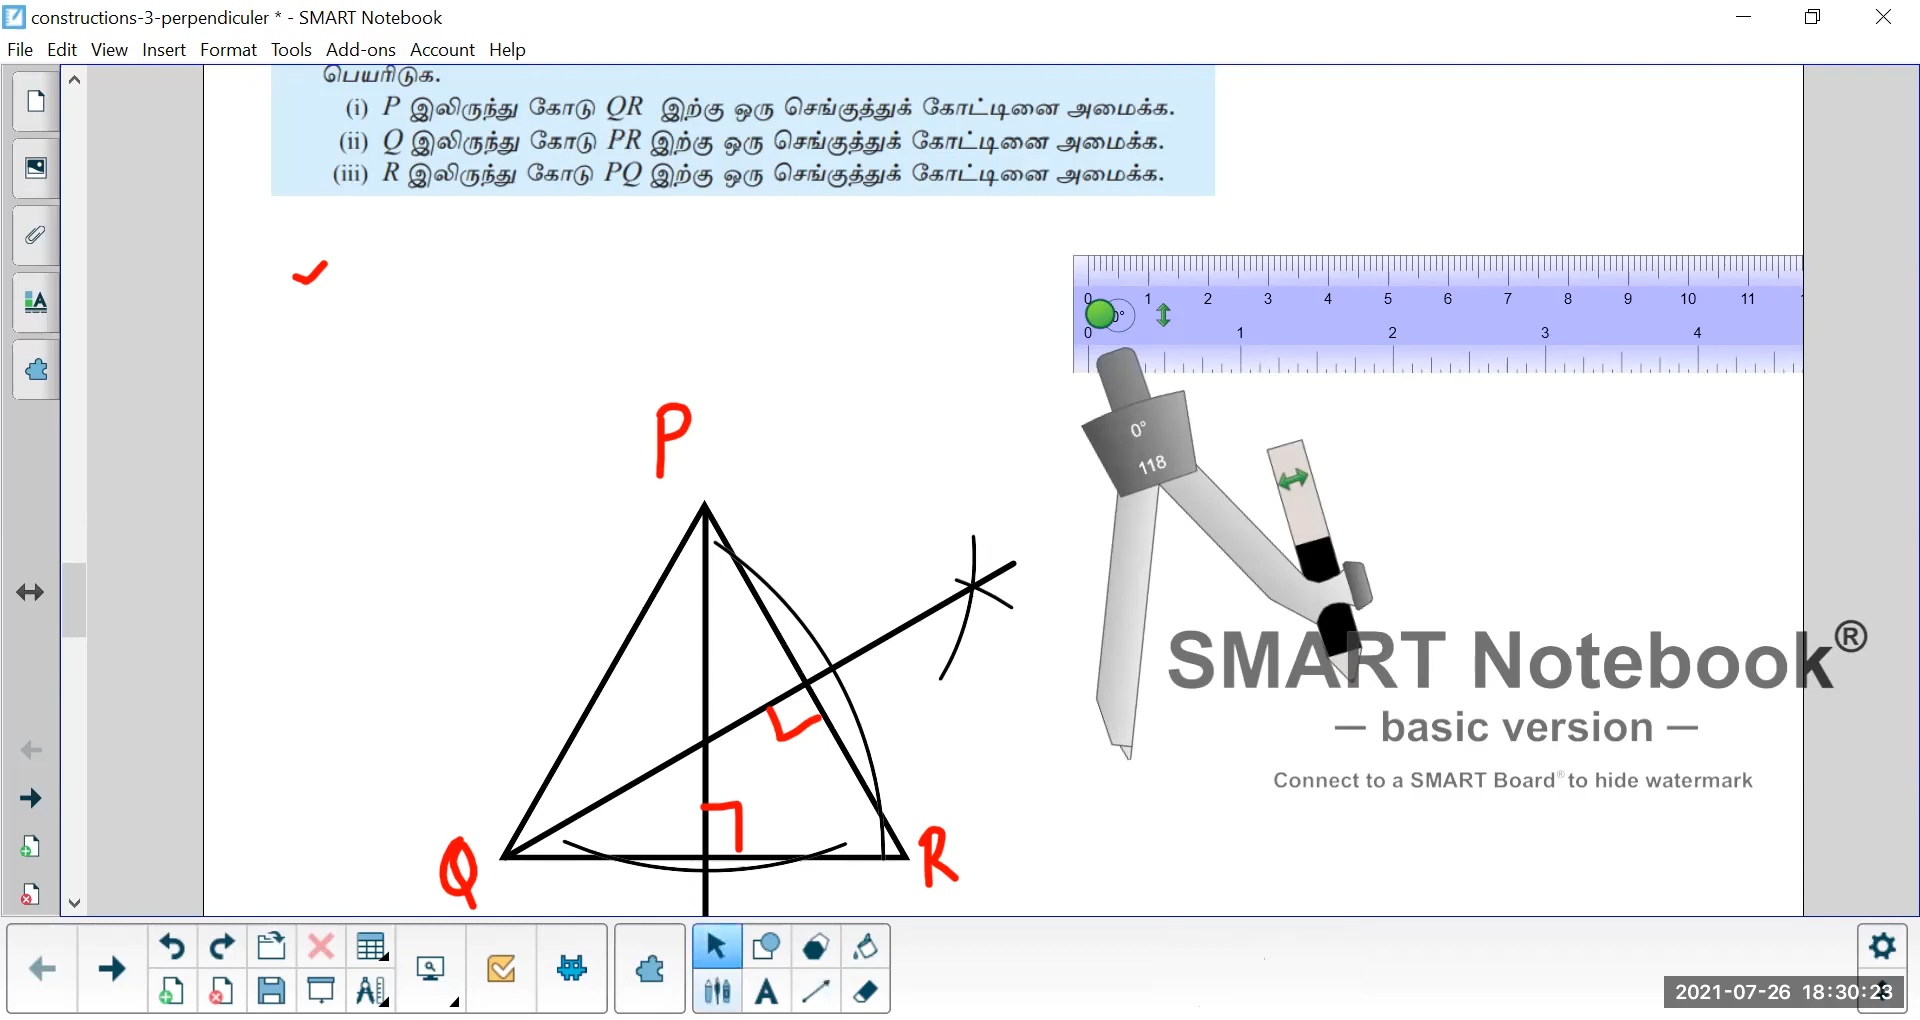 constructions-3-perpendiculer * - SMART Notebook
File Edit View Insert Format Tools Add-ons Account Help
பெயரிடுக.
(i) P இலிருந்து கோடு QR இற்கு ஒரு செங்குத்துக் கோட்டினை அமைக்க.
(ii) Q இலிருந்து கோடு PR இற்கு ஒரு செங்குத்துக் கோட்டினை அமைக்க.
(iii) R இலிருந்து கோடு PQ இற்கு ஒரு செங்குத்துக் கோட்டினை அமைக்க.
0 1 2 3 4 5 6 7 8 9 10 11
0°
0 1 2 3 4
0°
118
P
Q
R
SMART Notebook®
— basic version —
Connect to a SMART Board® to hide watermark
2021-07-26 18:30:23